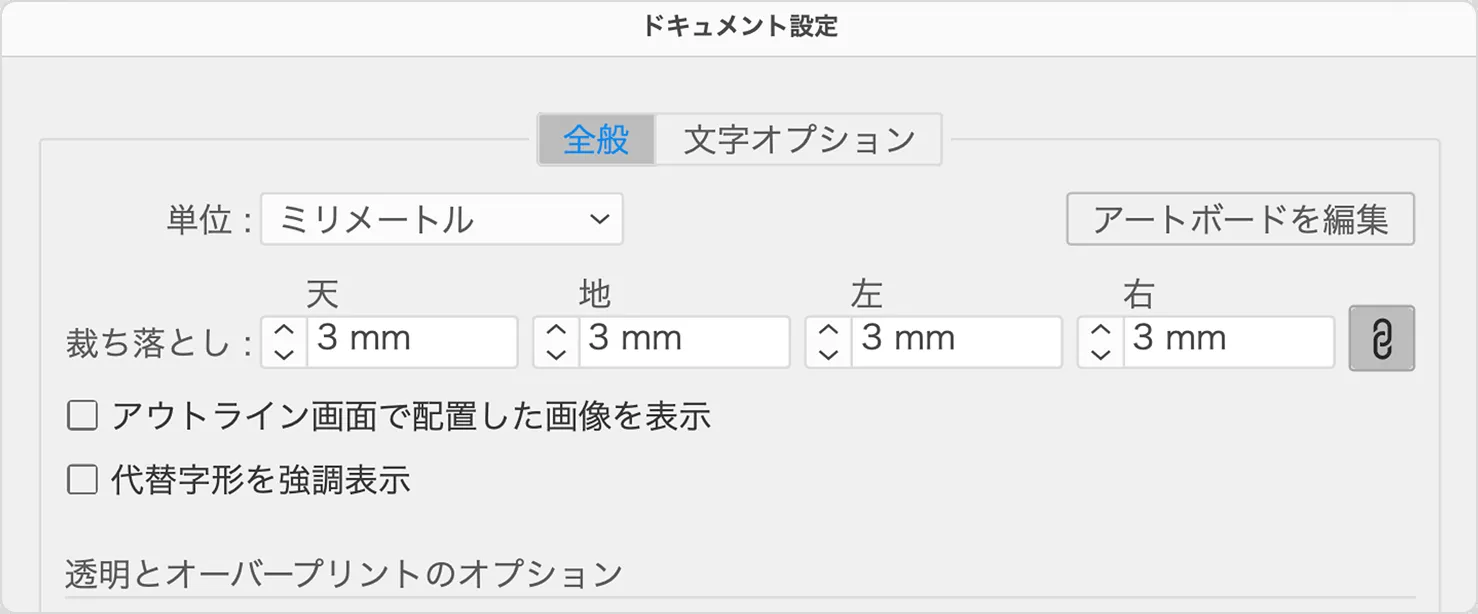 ドキュメント設定
全般 文字オプション
単位 : ミリメートル アートボードを編集
天 地 左 右
裁ち落とし : 3 mm 3 mm 3 mm 3 mm
アウトライン画面で配置した画像を表示
代替字形を強調表示
透明とオーバープリントのオプション